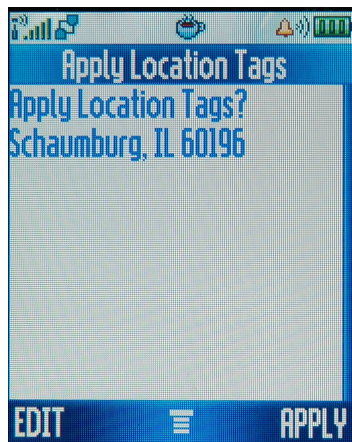 Apply Location Tags
Apply Location Tags?
Schaumburg, IL 60196
EDIT
APPLY